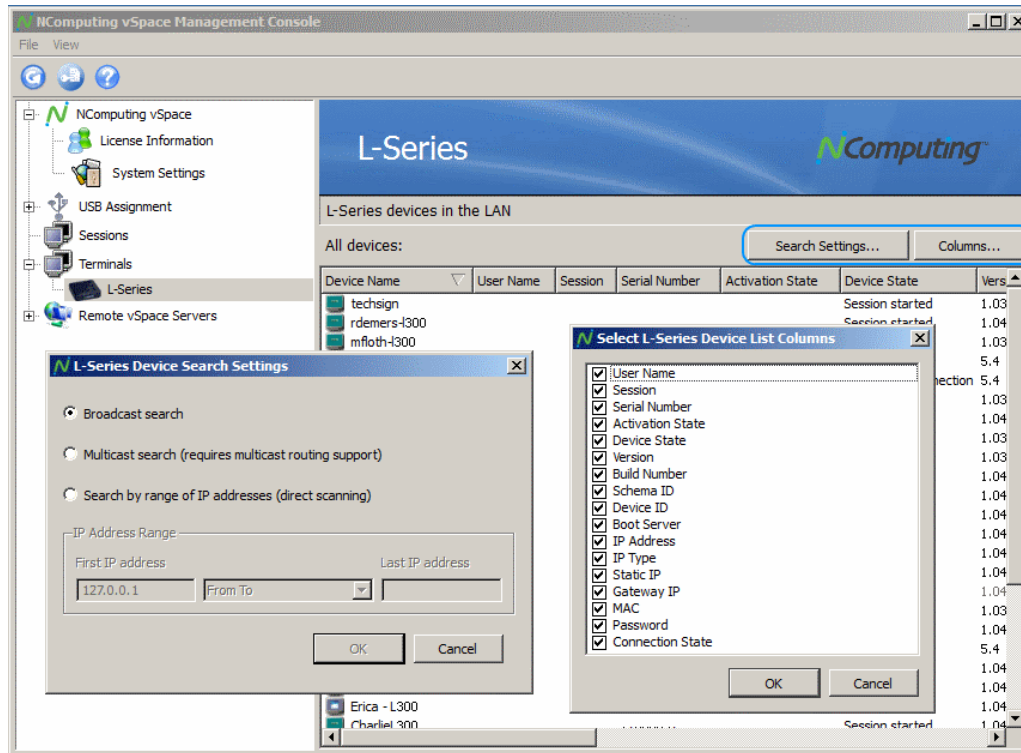 NComputing vSpace Management Console
File View
NComputing vSpace
License Information
System Settings
USB Assignment
Sessions
Terminals
L-Series
Remote vSpace Servers
L-Series
NComputing™
L-Series devices in the LAN
All devices:
Search Settings... Columns...
Device Name User Name Session Serial Number Activation State Device State Vers
techsign Session started 1.03
rdemers-l300 Session started 1.04
mfloth-l300 1.03
5.4
nection 5.4
1.03
1.04
1.03
1.04
1.04
1.04
1.04
1.04
1.04
1.03
1.04
5.4
1.04
1.04
Erica - L300 1.04
CharlieL300 Session started 1.04
L-Series Device Search Settings
Broadcast search
Multicast search (requires multicast routing support)
Search by range of IP addresses (direct scanning)
IP Address Range
First IP address Last IP address
127.0.0.1 From To
OK Cancel
Select L-Series Device List Columns
User Name
Session
Serial Number
Activation State
Device State
Version
Build Number
Schema ID
Device ID
Boot Server
IP Address
IP Type
Static IP
Gateway IP
MAC
Password
Connection State
OK Cancel